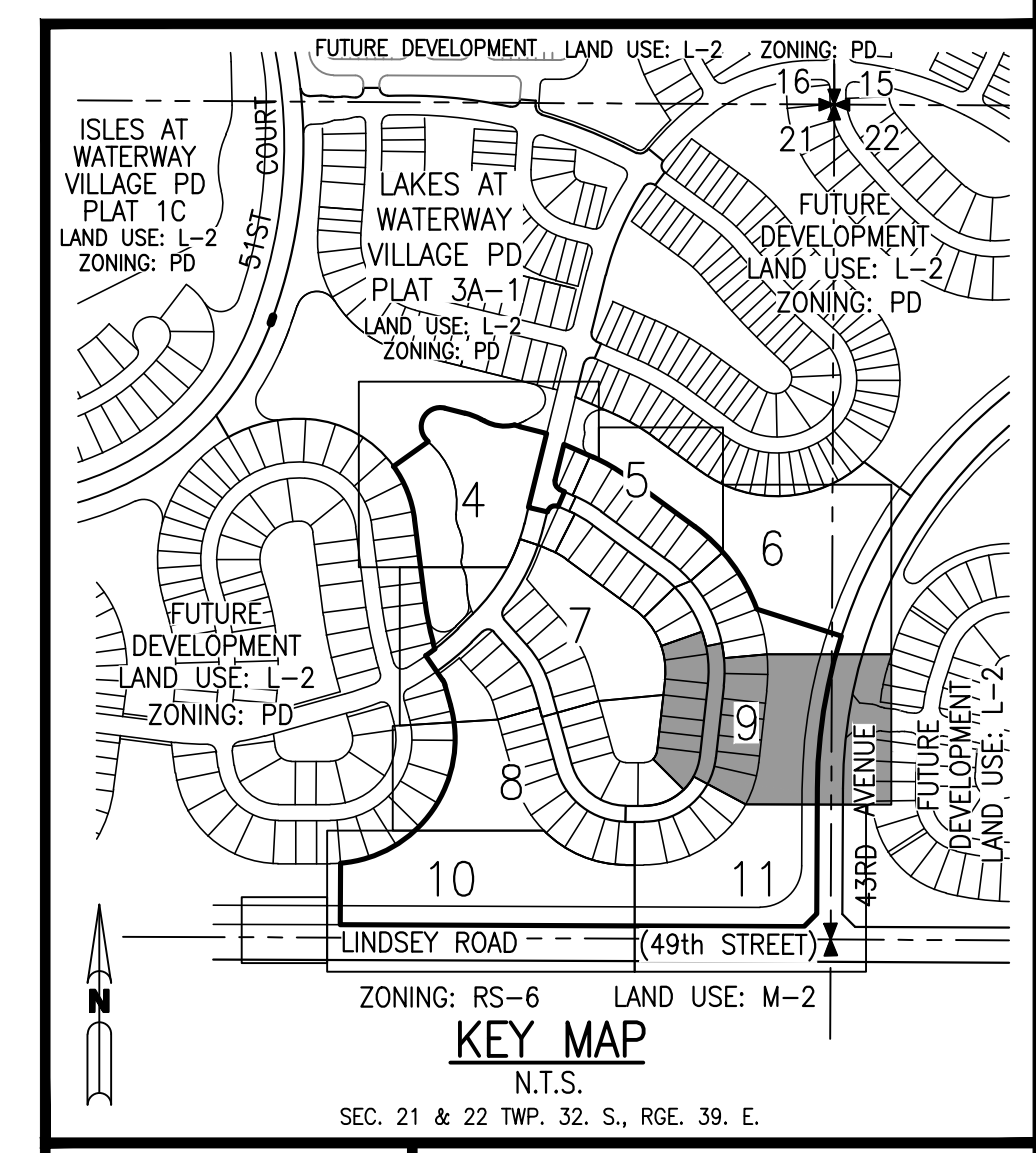 FUTURE DEVELOPMENT LAND USE: L-2 ZONING: PD
16 15
21 22
ISLES AT
WATERWAY
VILLAGE PD
PLAT 1C
LAND USE: L-2
ZONING: PD
51ST COURT
LAKES AT
WATERWAY
VILLAGE PD
PLAT 3A-1
LAND USE: L-2
ZONING: PD
FUTURE
DEVELOPMENT
LAND USE: L-2
ZONING: PD
4
5
6
7
FUTURE
DEVELOPMENT
LAND USE: L-2
ZONING: PD
8
9
43RD AVENUE
FUTURE
DEVELOPMENT
LAND USE: L-2
10
11
LINDSEY ROAD (49th STREET)
ZONING: RS-6 LAND USE: M-2
N
KEY MAP
N.T.S.
SEC. 21 & 22 TWP. 32. S., RGE. 39. E.